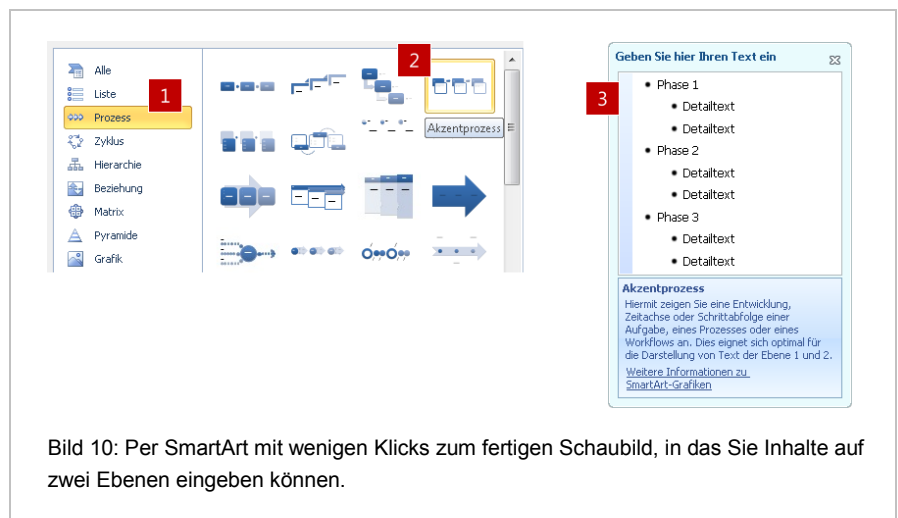 Alle
Liste
1
Prozess
Zyklus
Hierarchie
Beziehung
Matrix
Pyramide
Grafik
2
Akzentprozess
Geben Sie hier Ihren Text ein
3
• Phase 1
• Detailtext
• Detailtext
• Phase 2
• Detailtext
• Detailtext
• Phase 3
• Detailtext
• Detailtext
Akzentprozess
Hiermit zeigen Sie eine Entwicklung,
Zeitachse oder Schrittabfolge einer
Aufgabe, eines Prozesses oder eines
Workflows an. Dies eignet sich optimal für
die Darstellung von Text der Ebene 1 und 2.
Weitere Informationen zu
SmartArt-Grafiken
Bild 10: Per SmartArt mit wenigen Klicks zum fertigen Schaubild, in das Sie Inhalte auf
zwei Ebenen eingeben können.